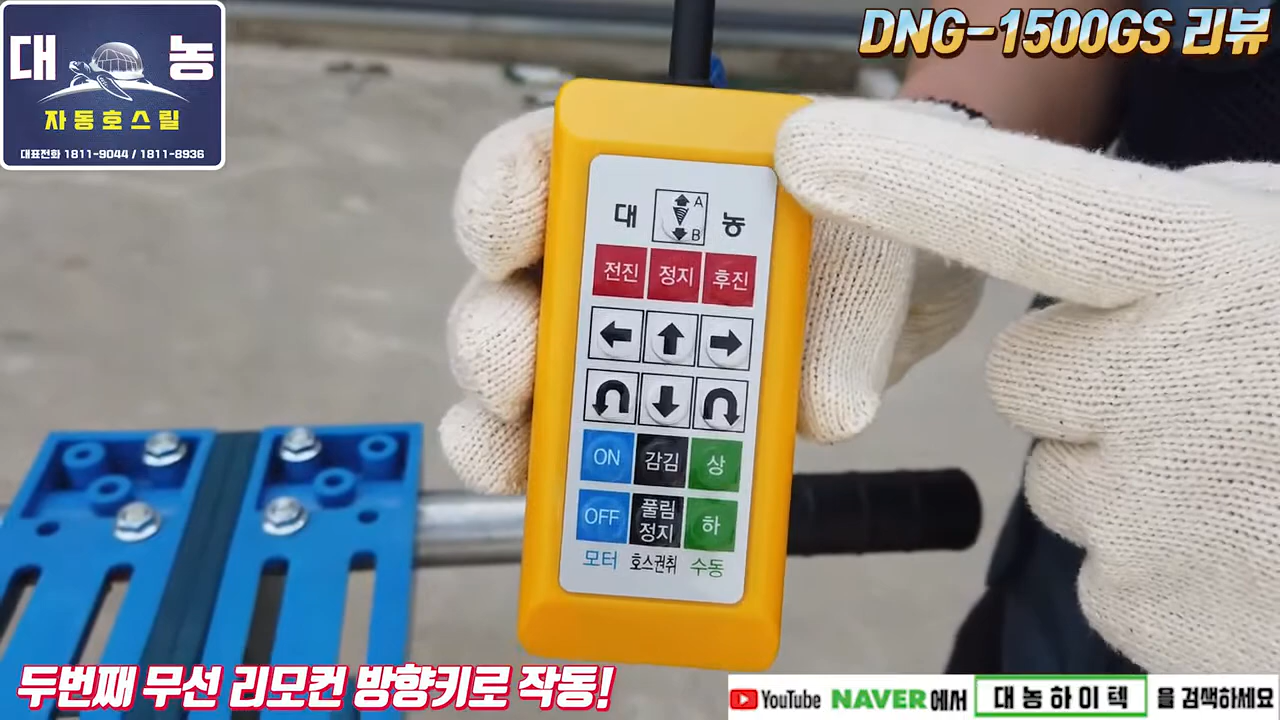 대 농
자동호스릴
대표전화 1811-9044 / 1811-8936
DNG-1500GS 리뷰
대 A B 농
전진 정지 후진
ON 감김 상
OFF 풀림 정지 하
모터 호스권취 수동
두번째 무선 리모컨 방향키로 작동!
YouTube NAVER에서 대농하이텍 을 검색하세요